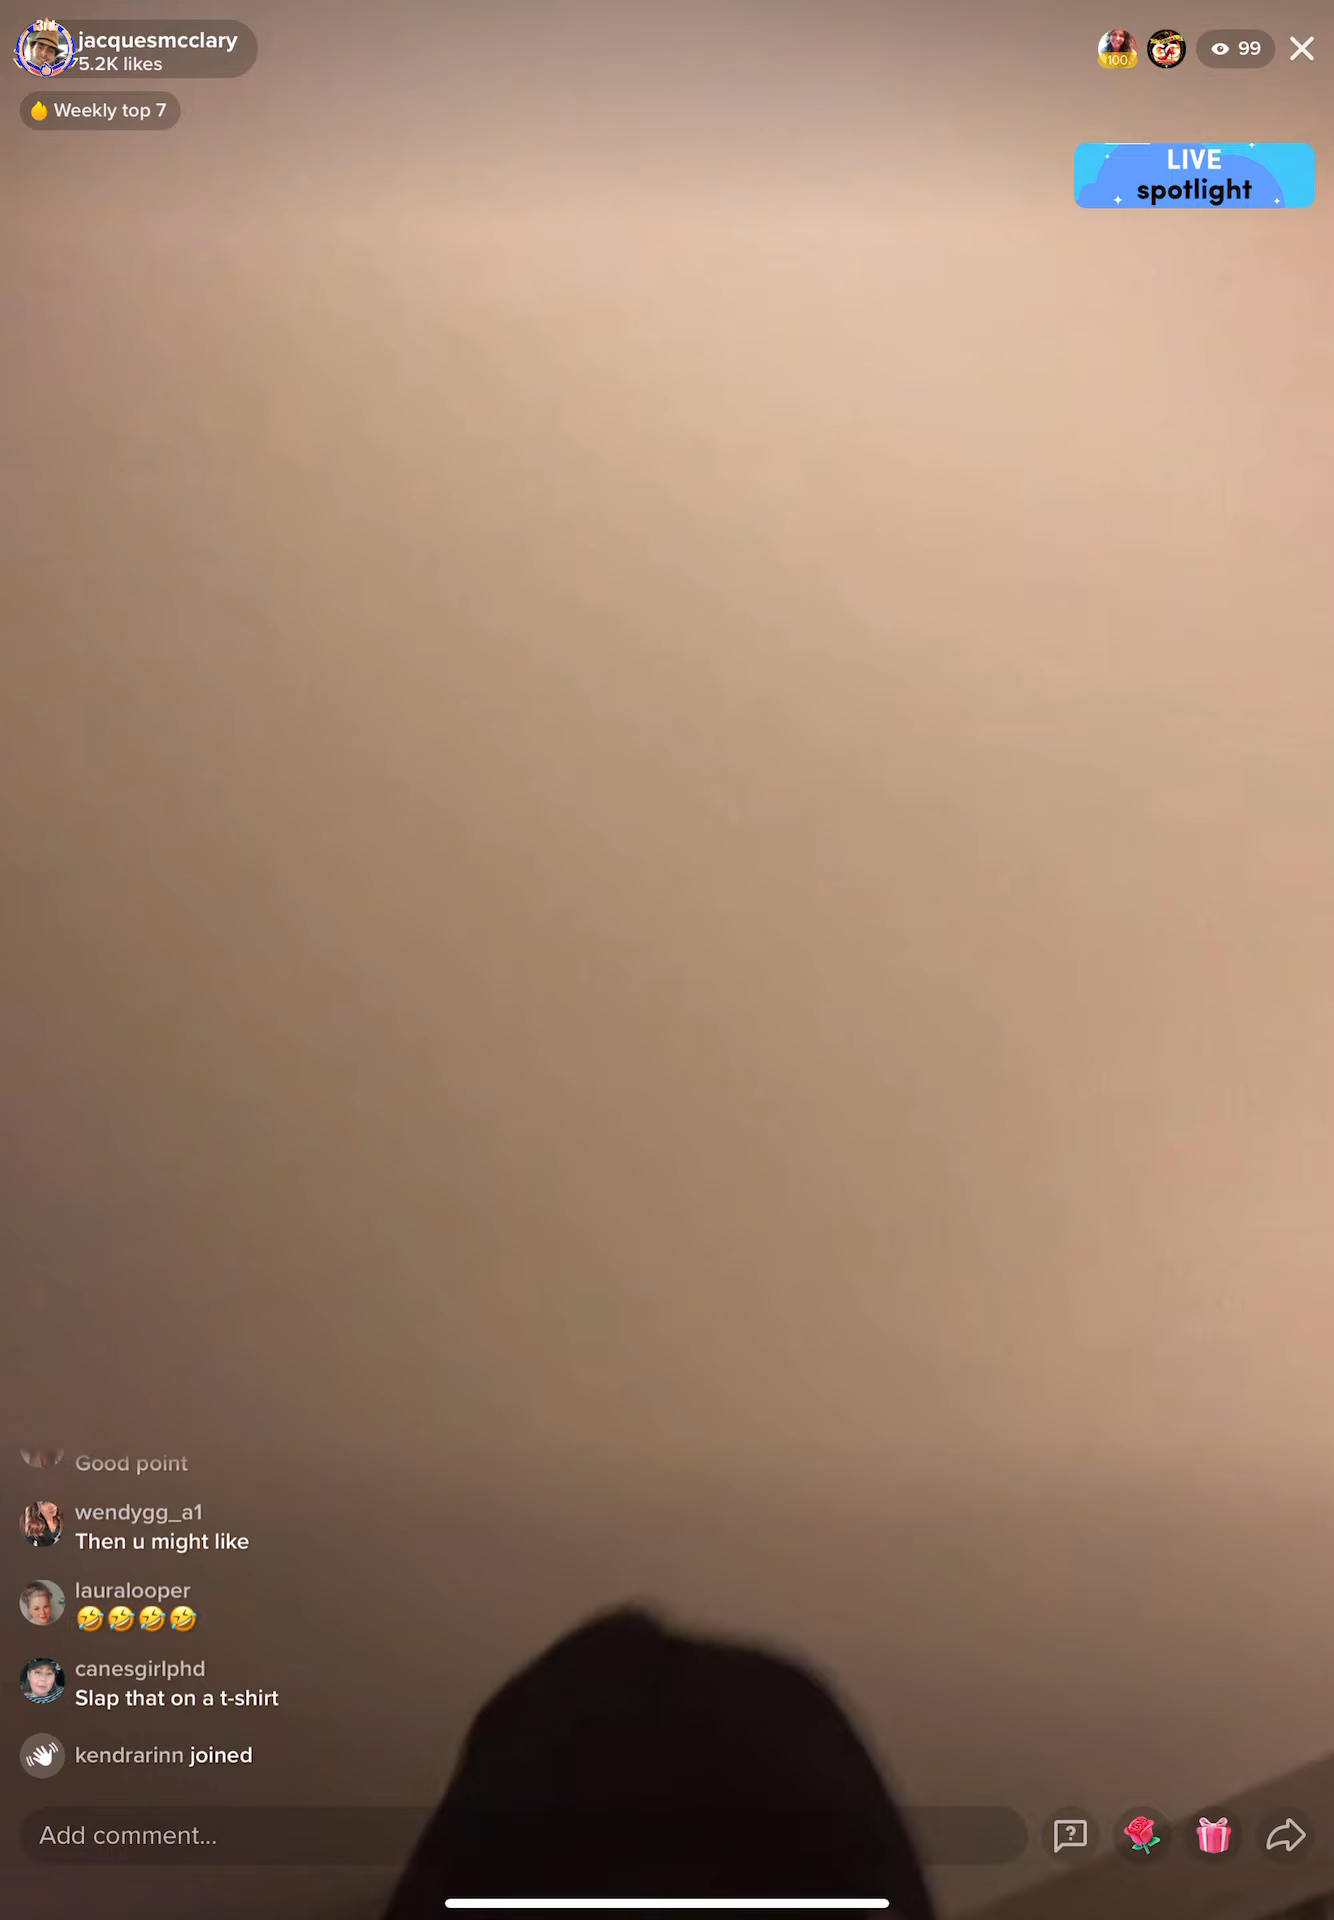 jacquesmcclary
5.2K likes
100
99
Weekly top 7
LIVE
spotlight
Good point
wendygg_a1
Then u might like
lauralooper
🤣🤣🤣🤣
canesgirlphd
Slap that on a t-shirt
kendrarinn joined
Add comment...